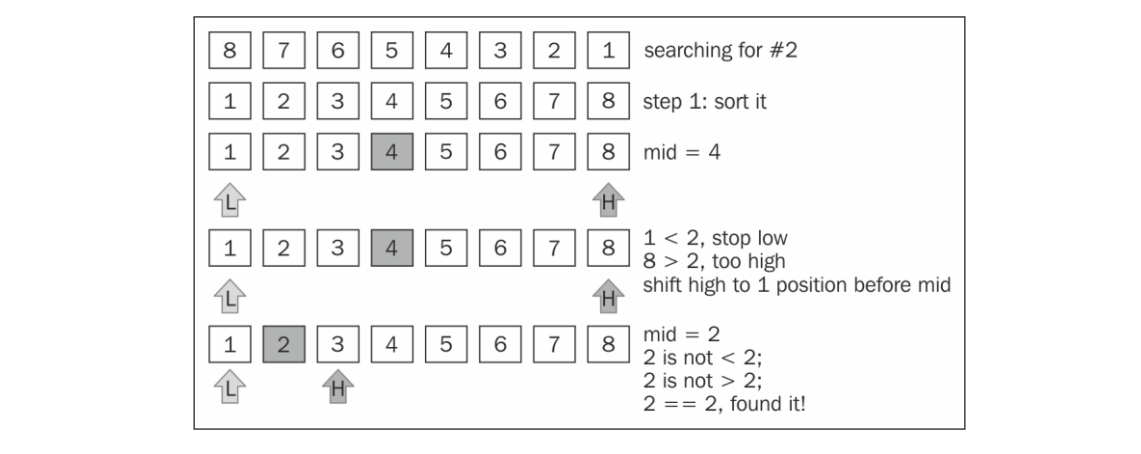 8 7 6 5 4 3 2 1 searching for #2
1 2 3 4 5 6 7 8 step 1: sort it
1 2 3 4 5 6 7 8 mid = 4
L H
1 2 3 4 5 6 7 8 1 < 2, stop low
8 > 2, too high
shift high to 1 position before mid
L H
1 2 3 4 5 6 7 8 mid = 2
2 is not < 2;
2 is not > 2;
L H
2 == 2, found it!